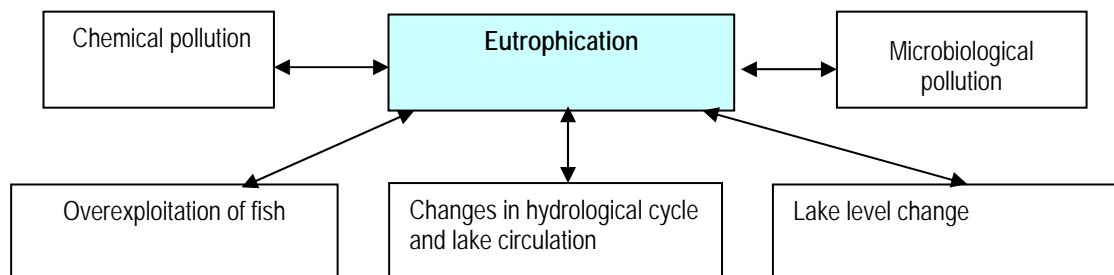 Chemical pollution
Eutrophication
Microbiological
pollution
Overexploitation of fish
Changes in hydrological cycle
and lake circulation
Lake level change